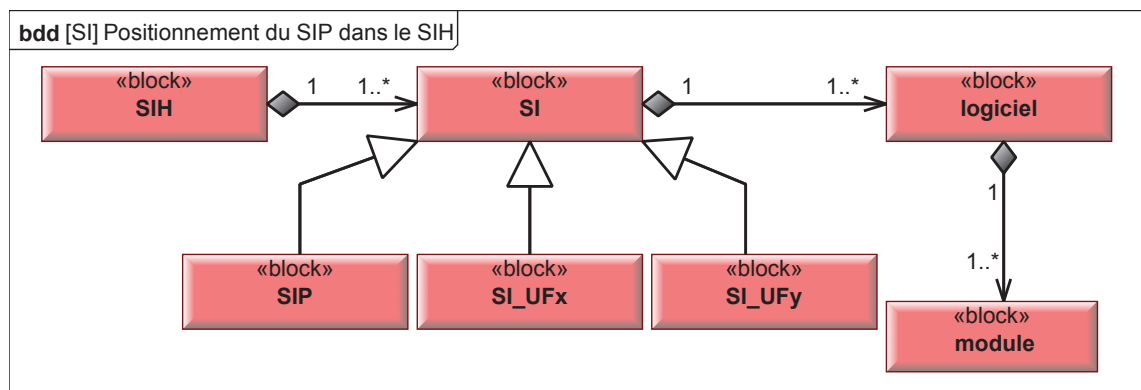 bdd [SI] Positionnement du SIP dans le SIH
«block»
SIH
1
1..*
«block»
SI
1
1..*
«block»
logiciel
1
1..*
«block»
SIP
«block»
SI_UFx
«block»
SI_UFy
«block»
module